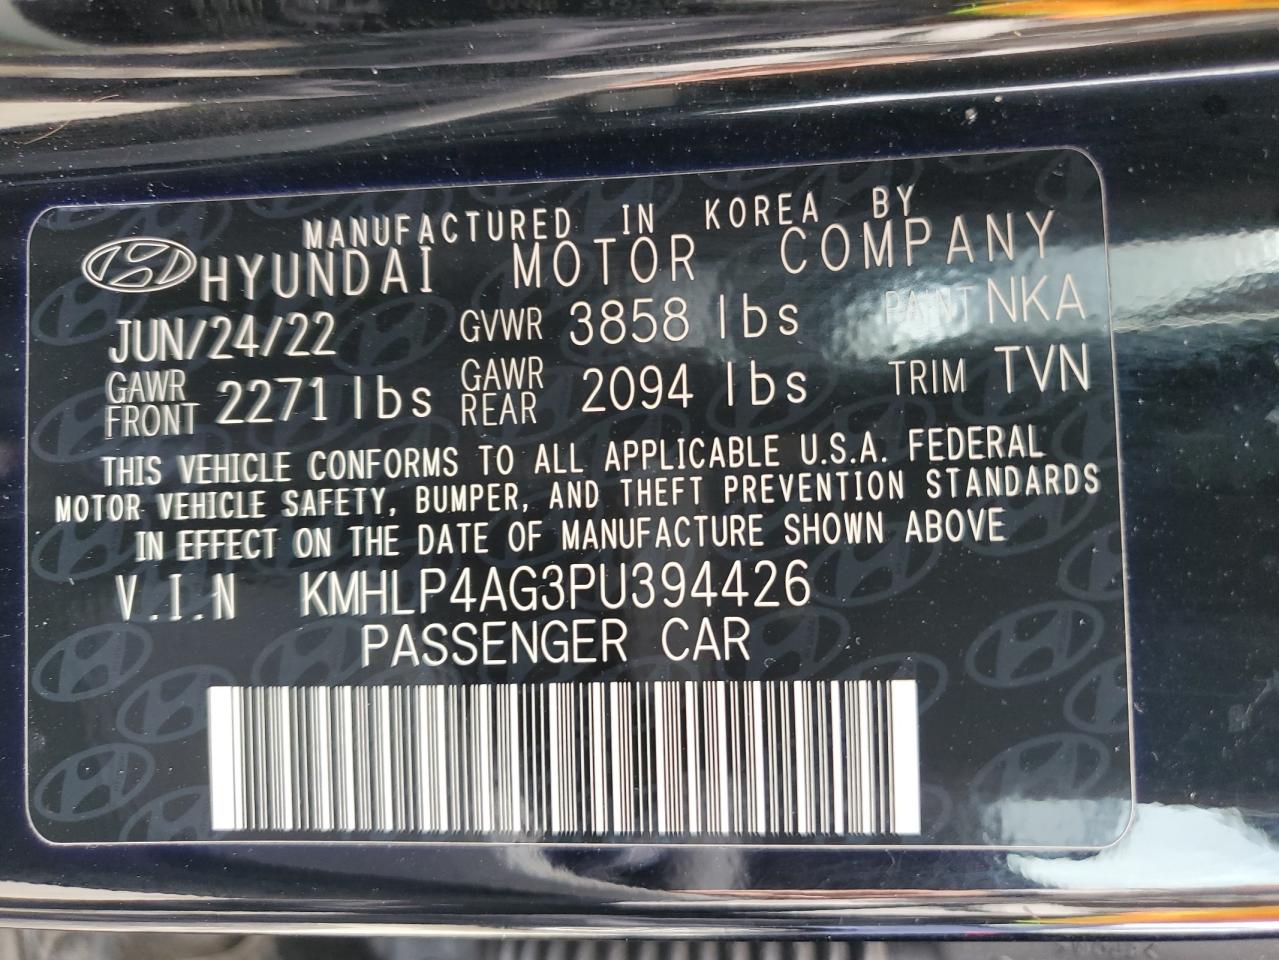 MANUFACTURED IN KOREA BY
HYUNDAI MOTOR COMPANY
JUN/24/22 GVWR 3858 lbs PAINT NKA
GAWR FRONT 2271 lbs GAWR REAR 2094 lbs TRIM TVN
THIS VEHICLE CONFORMS TO ALL APPLICABLE U.S.A. FEDERAL
MOTOR VEHICLE SAFETY, BUMPER, AND THEFT PREVENTION STANDARDS
IN EFFECT ON THE DATE OF MANUFACTURE SHOWN ABOVE
V.I.N KMHLP4AG3PU394426
PASSENGER CAR